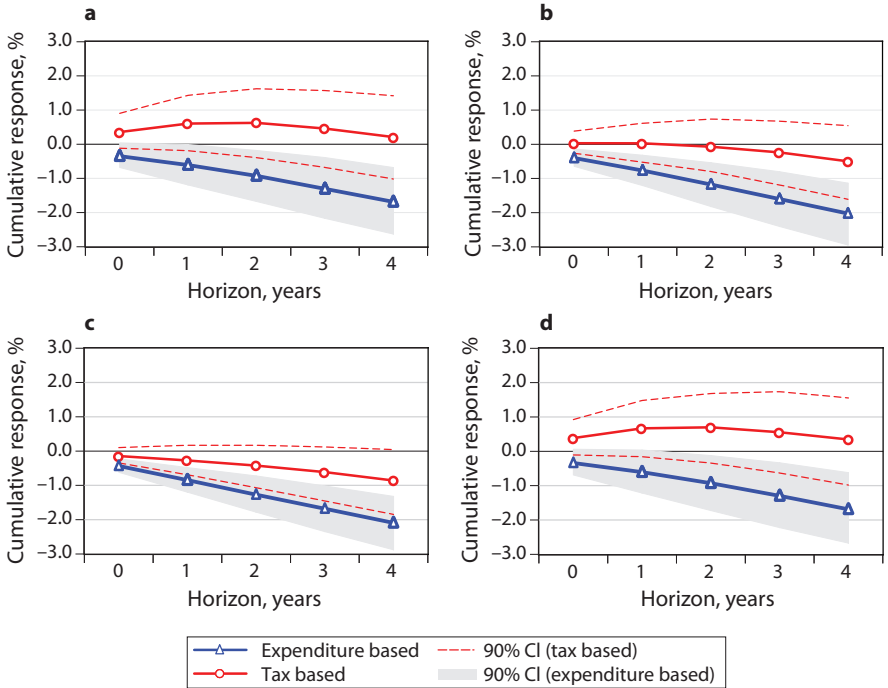 a
Cumulative response, %
3.0
2.0
1.0
0.0
–1.0
–2.0
–3.0
0 1 2 3 4
Horizon, years
b
Cumulative response, %
3.0
2.0
1.0
0.0
–1.0
–2.0
–3.0
0 1 2 3 4
Horizon, years
c
Cumulative response, %
3.0
2.0
1.0
0.0
–1.0
–2.0
–3.0
0 1 2 3 4
Horizon, years
d
Cumulative response, %
3.0
2.0
1.0
0.0
–1.0
–2.0
–3.0
0 1 2 3 4
Horizon, years
Expenditure based 90% Cl (tax based)
Tax based 90% Cl (expenditure based)